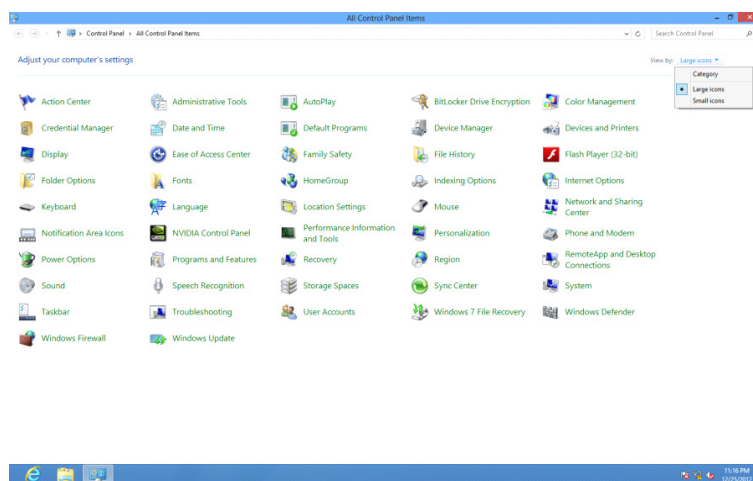 All Control Panel Items
Control Panel All Control Panel Items
Search Control Panel
Adjust your computer's settings
View by: Large icons
Category
Large icons
Small icons
Action Center Administrative Tools AutoPlay BitLocker Drive Encryption Color Management
Credential Manager Date and Time Default Programs Device Manager Devices and Printers
Display Ease of Access Center Family Safety File History Flash Player (32-bit)
Folder Options Fonts HomeGroup Indexing Options Internet Options
Keyboard Language Location Settings Mouse Network and Sharing Center
Notification Area Icons NVIDIA Control Panel Performance Information and Tools Personalization Phone and Modem
Power Options Programs and Features Recovery Region RemoteApp and Desktop Connections
Sound Speech Recognition Storage Spaces Sync Center System
Taskbar Troubleshooting User Accounts Windows 7 File Recovery Windows Defender
Windows Firewall Windows Update
11:16 PM